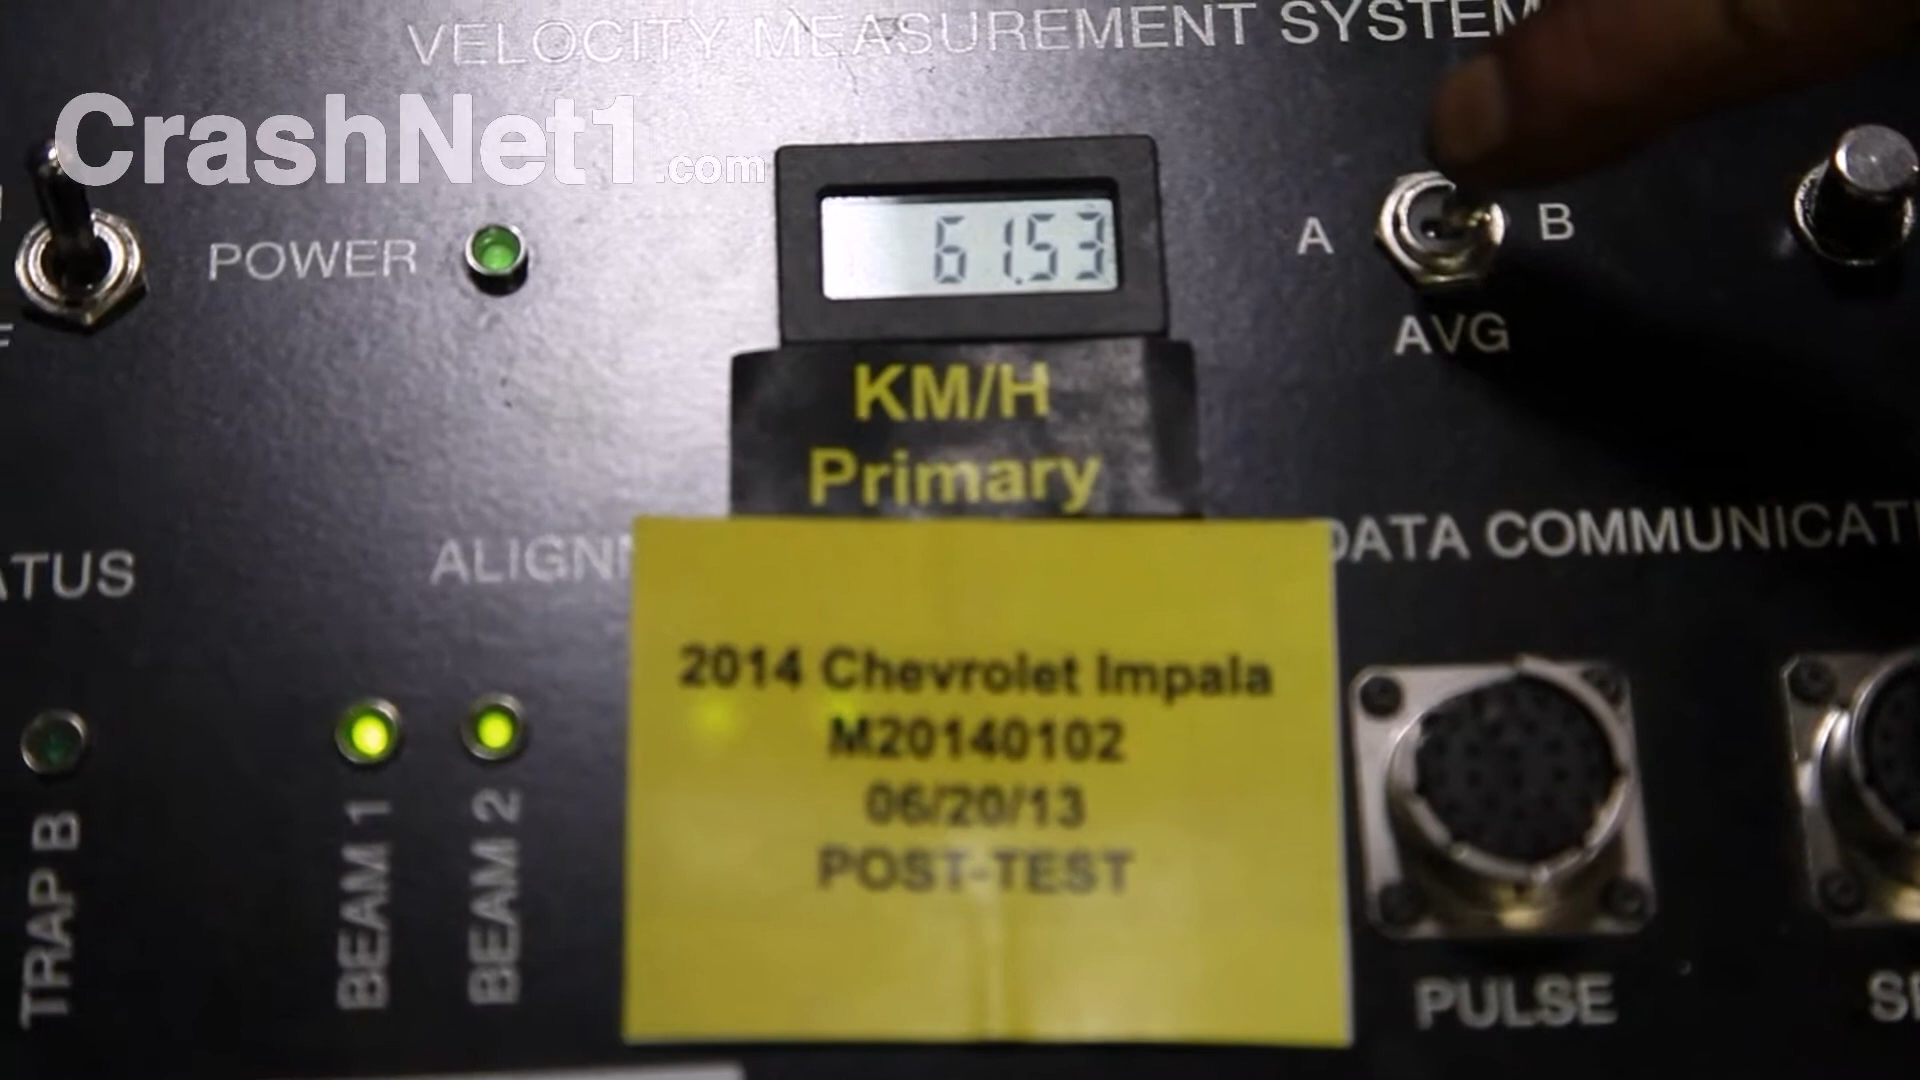 VELOCITY MEASUREMENT SYSTEM
CrashNet1.com
POWER
61.53
A
B
AVG
KM/H
Primary
DATA COMMUNICATI
ATUS
ALIGN
2014 Chevrolet Impala
M20140102
06/20/13
POST-TEST
TRAP B
BEAM 1
BEAM 2
PULSE